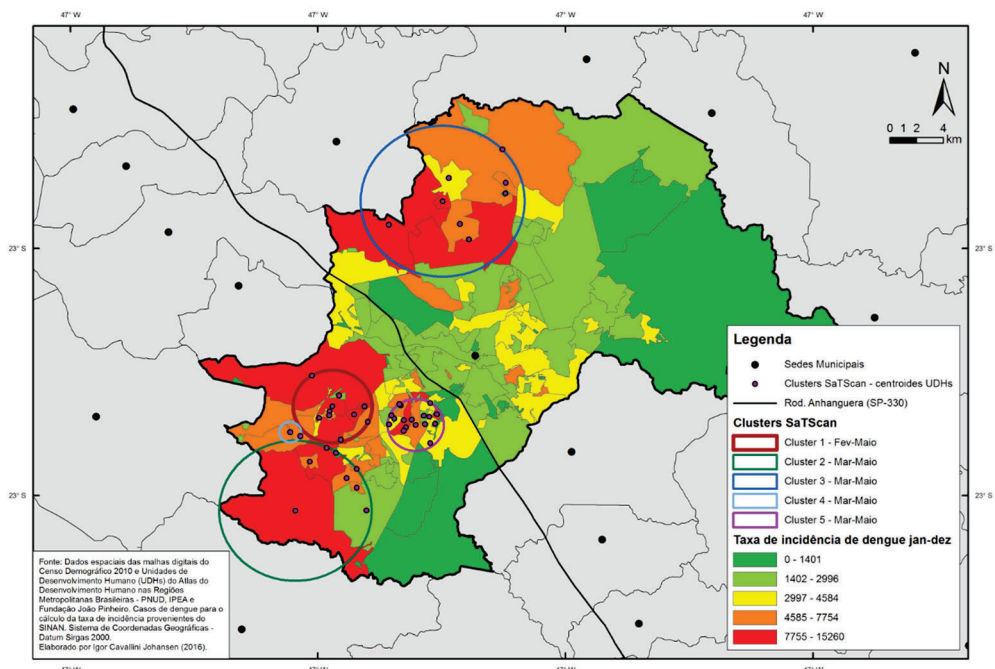 47° W
47° W
47° W
47° W
N
0 1 2 4
km
23° S
23° S
23° S
23° S
Legenda
Sedes Municipais
Clusters SaTScan - centroides UDHs
Rod. Anhanguera (SP-330)
Clusters SaTScan
Cluster 1 - Fev-Maio
Cluster 2 - Mar-Maio
Cluster 3 - Mar-Maio
Cluster 4 - Mar-Maio
Cluster 5 - Mar-Maio
Taxa de incidência de dengue jan-dez
0 - 1401
1402 - 2996
2997 - 4584
4585 - 7754
7755 - 15260
Fonte: Dados espaciais das malhas digitais do
Censo Demográfico 2010 e Unidades de
Desenvolvimento Humano (UDHs) do Atlas do
Desenvolvimento Humano nas Regiões
Metropolitanas Brasileiras - PNUD, IPEA e
Fundação João Pinheiro. Casos de dengue para o
cálculo da taxa de incidência provenientes do
SINAN. Sistema de Coordenadas Geográficas -
Datum Sirgas 2000.
Elaborado por Igor Cavallini Johansen (2016).